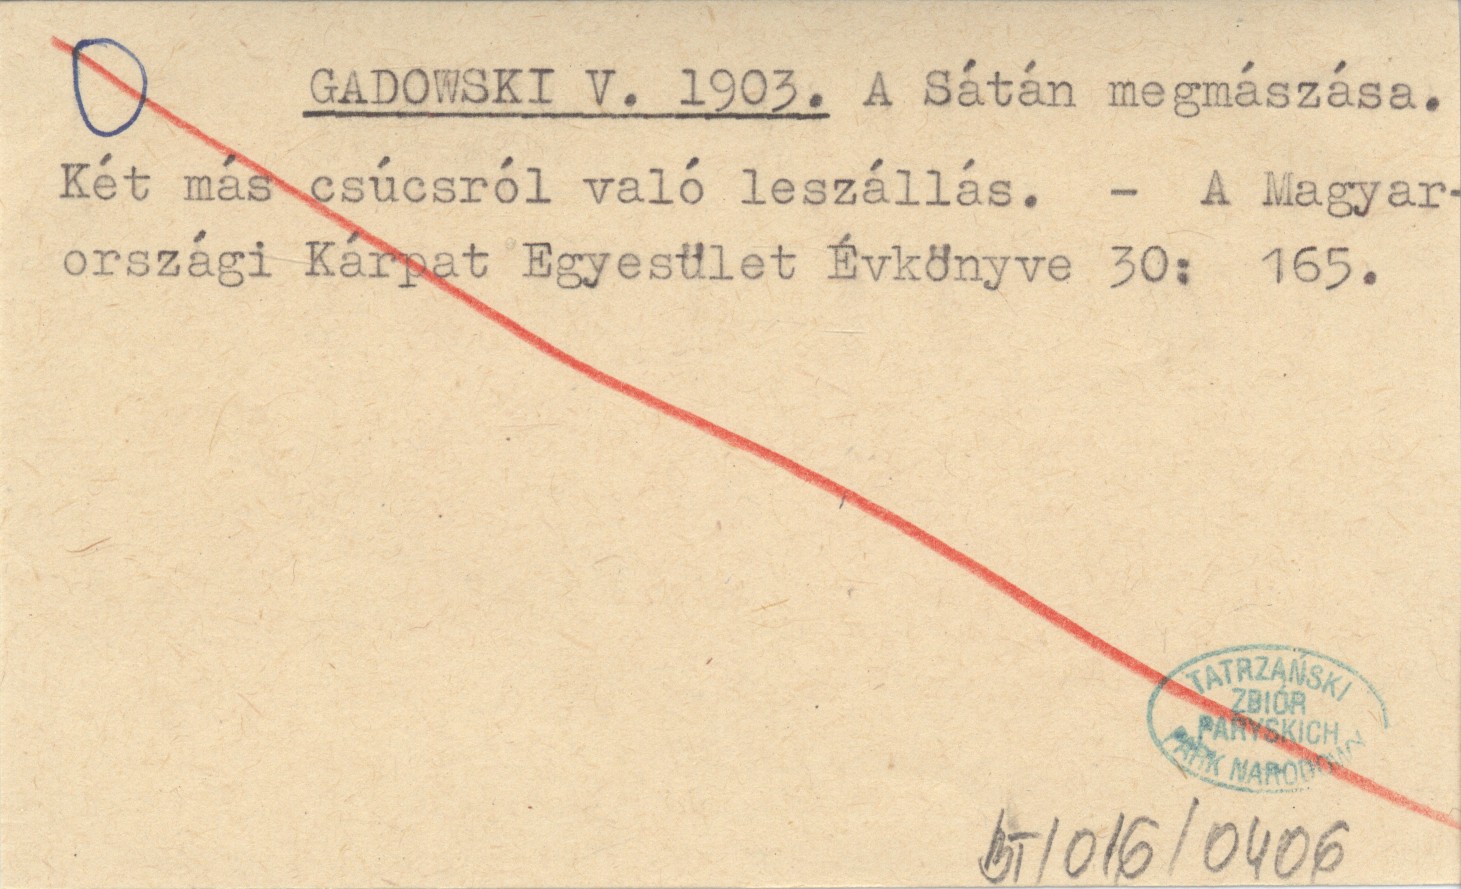 GADOWSKI V. 1903. A Sátán megmászása.
Két más csúcsról való leszállás. - A Magyar-
országi Kárpat Egyesület Évkönyve 30: 165.
TATRZAŃSKI
ZBIÓR
PARYSKICH
PARK NARODOWY
BT/016/0406